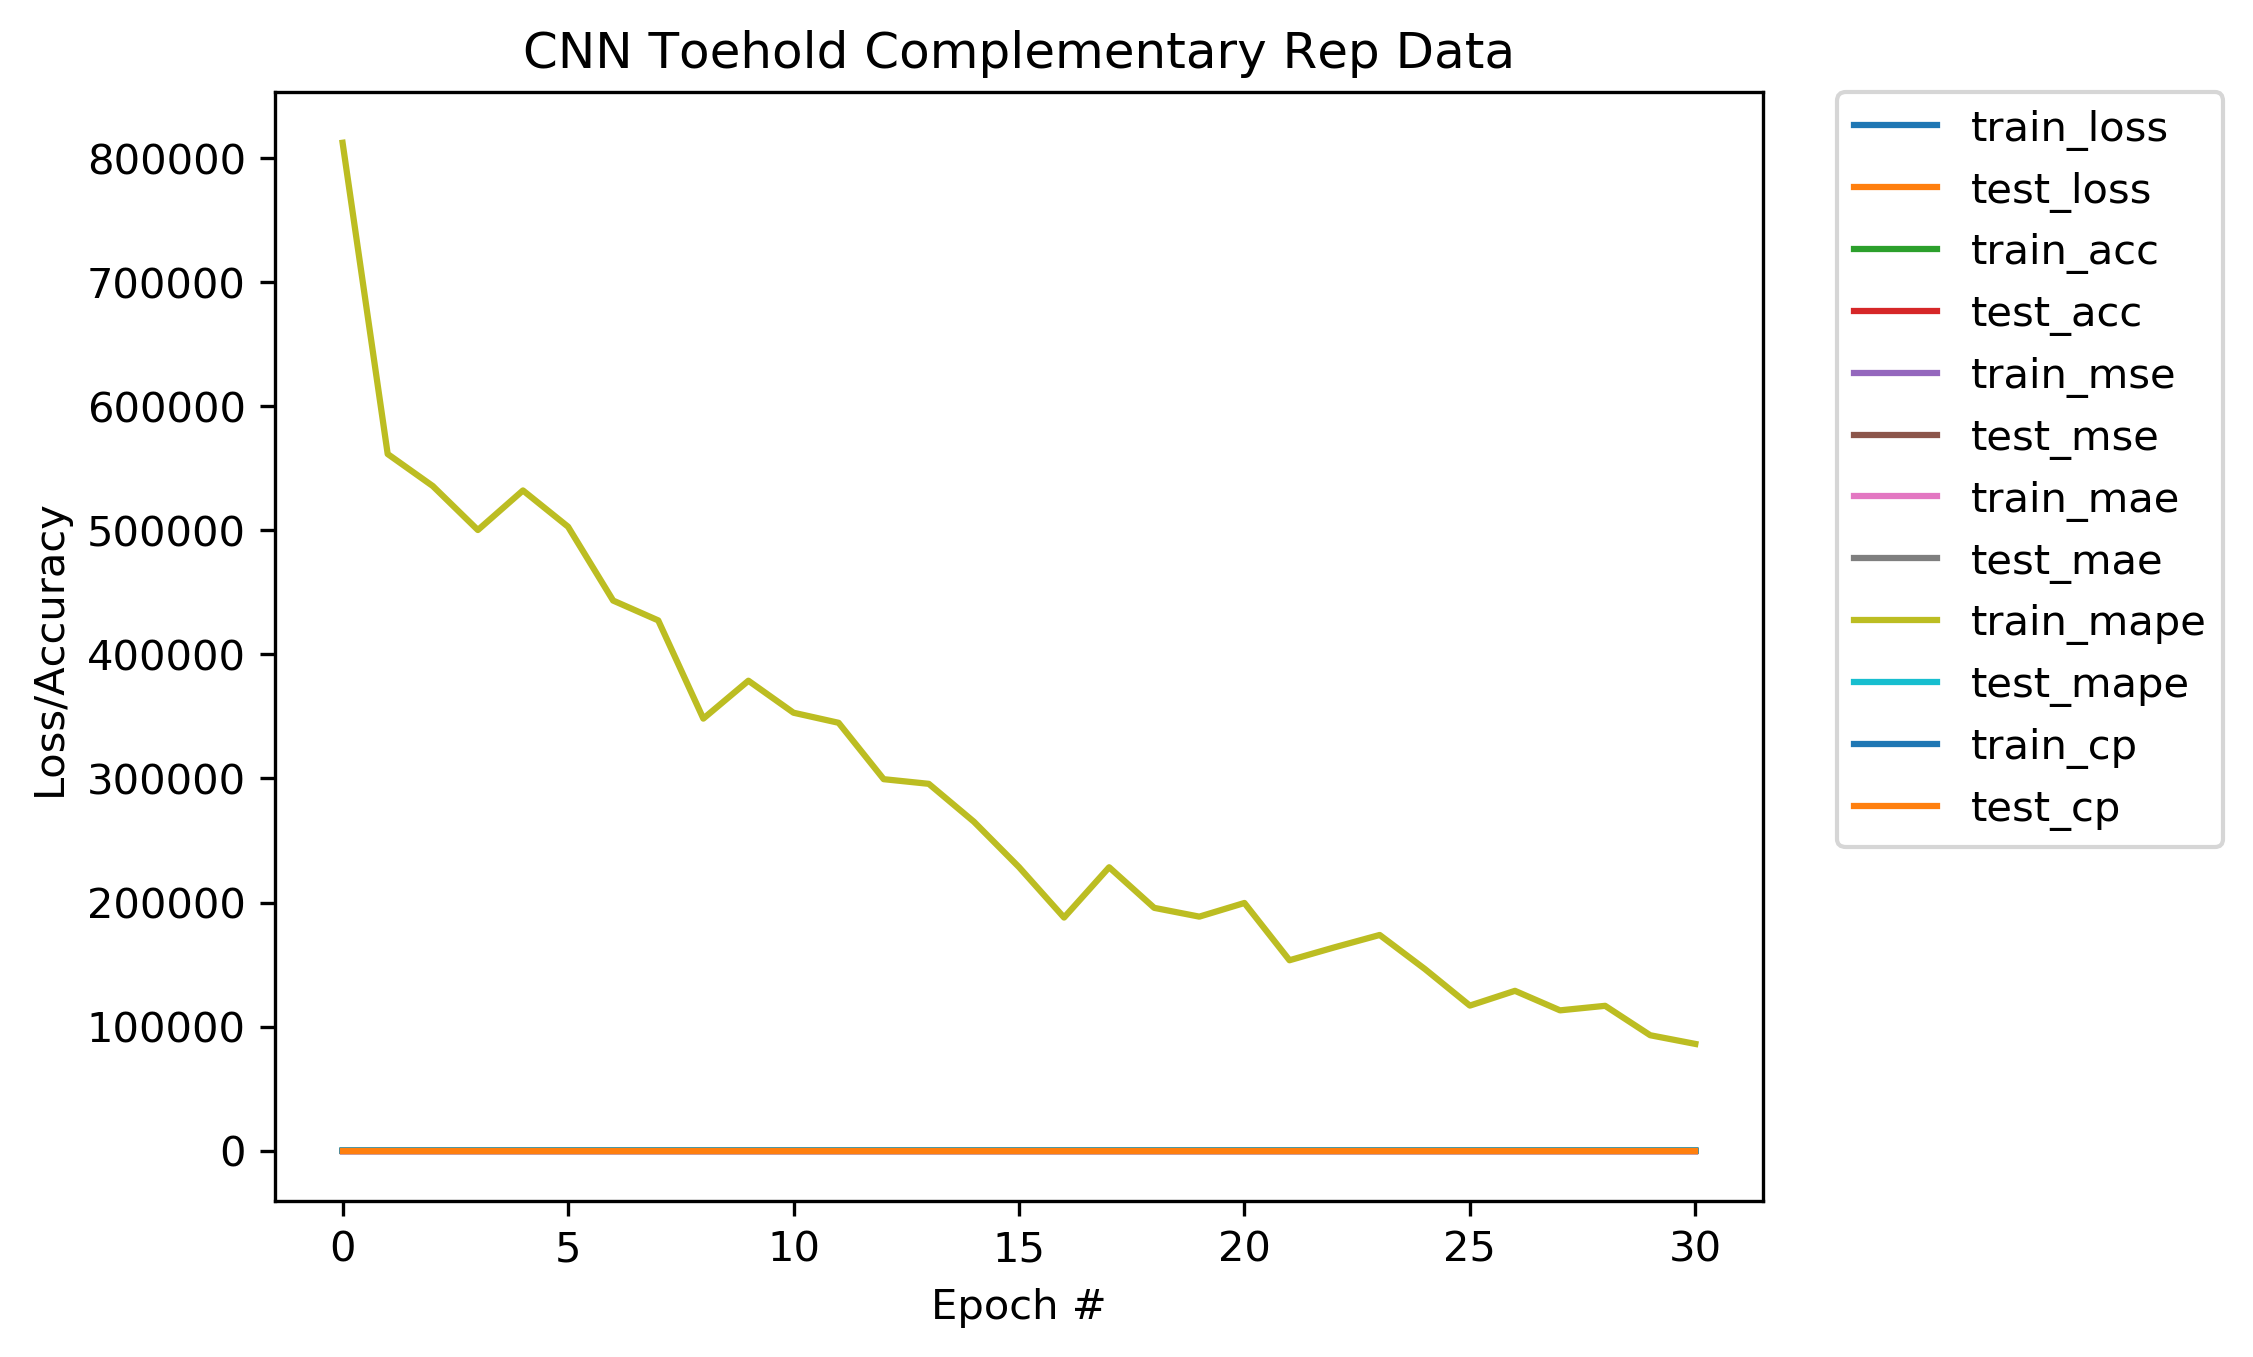 CNN Toehold Complementary Rep Data
Loss/Accuracy
800000
700000
600000
500000
400000
300000
200000
100000
0
0 5 10 15 20 25 30
Epoch #
train_loss
test_loss
train_acc
test_acc
train_mse
test_mse
train_mae
test_mae
train_mape
test_mape
train_cp
test_cp